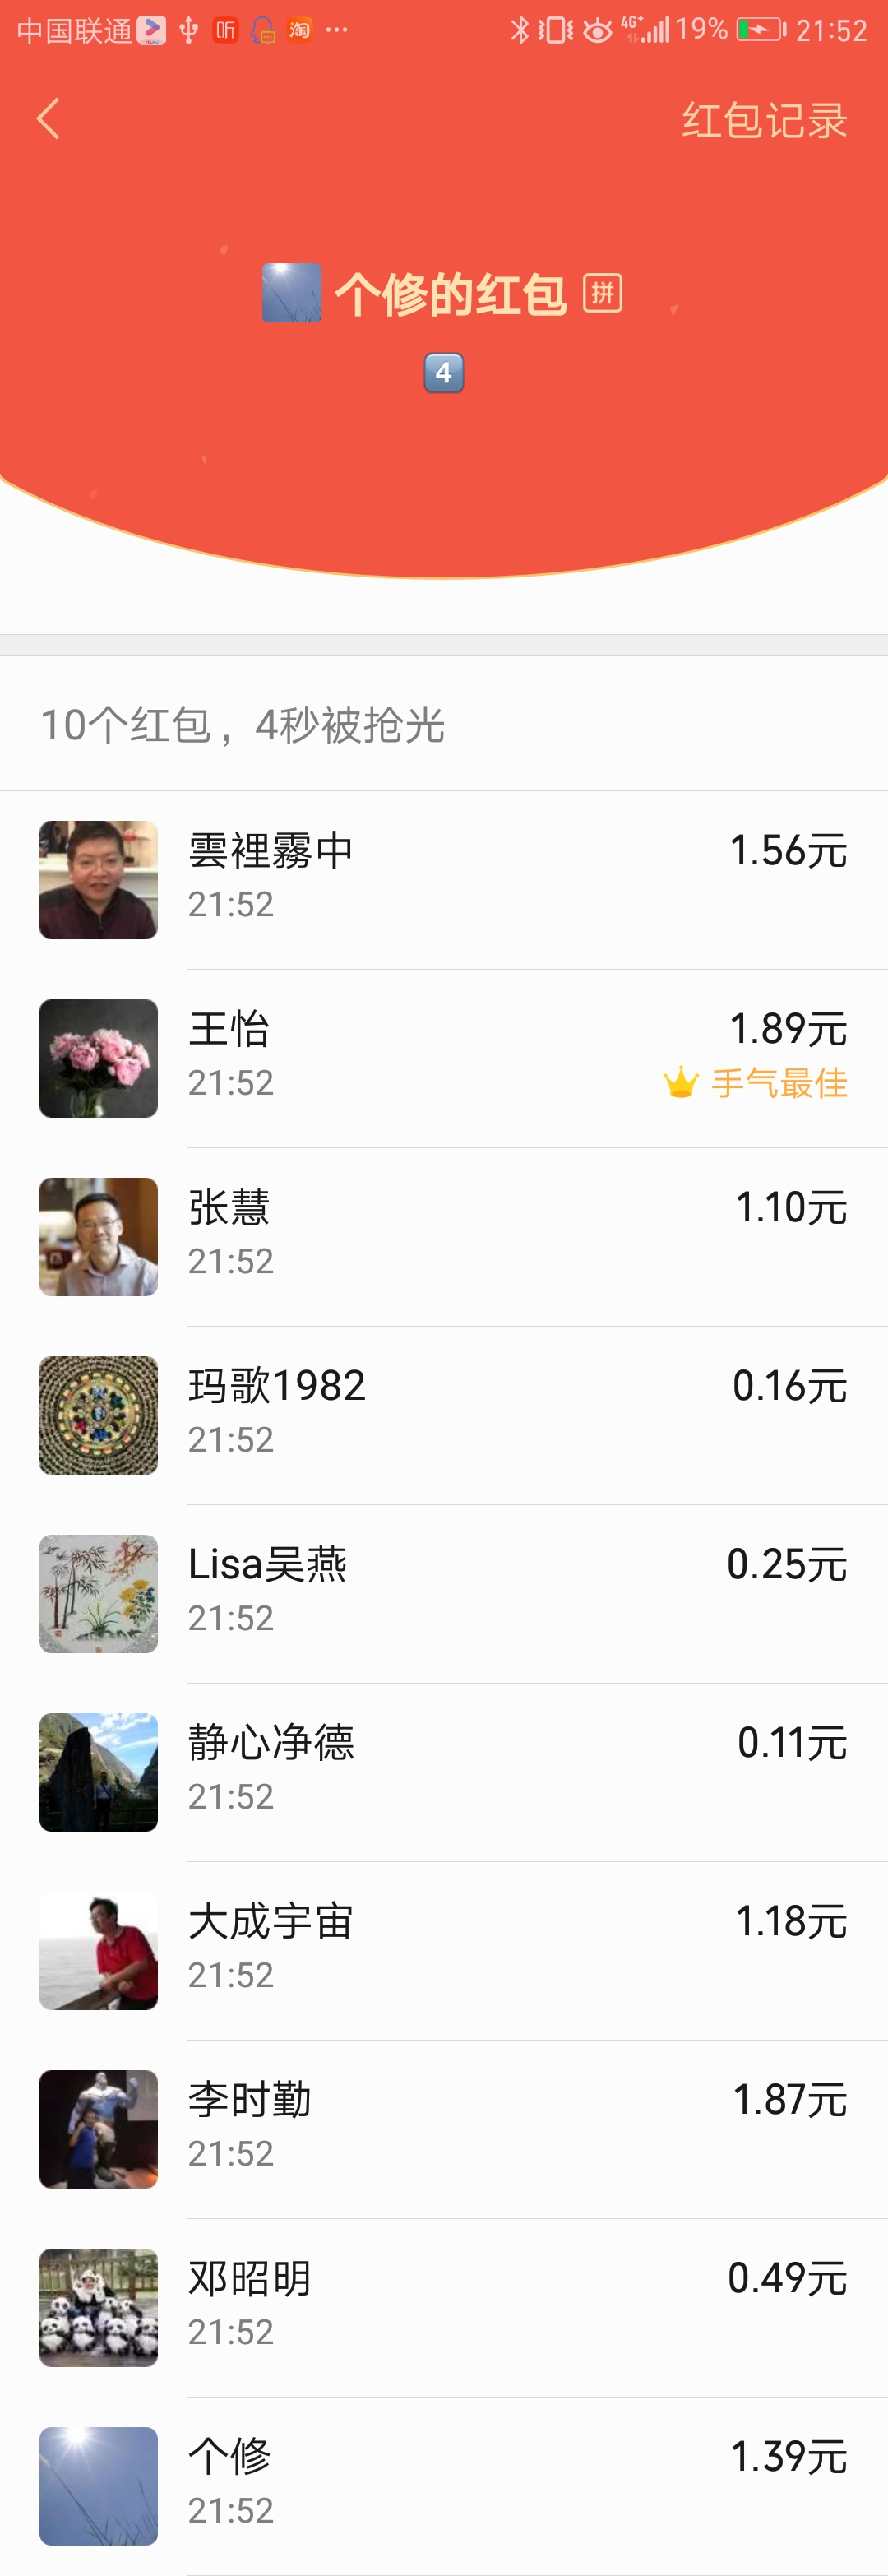 中国联通 听 淘 ... 4G+ 19% 21:52
红包记录
个修的红包 拼
4
10个红包，4秒被抢光
雲裡霧中 1.56元
21:52
王怡 1.89元
21:52 手气最佳
张慧 1.10元
21:52
玛歌1982 0.16元
21:52
Lisa吴燕 0.25元
21:52
静心净德 0.11元
21:52
大成宇宙 1.18元
21:52
李时勤 1.87元
21:52
邓昭明 0.49元
21:52
个修 1.39元
21:52